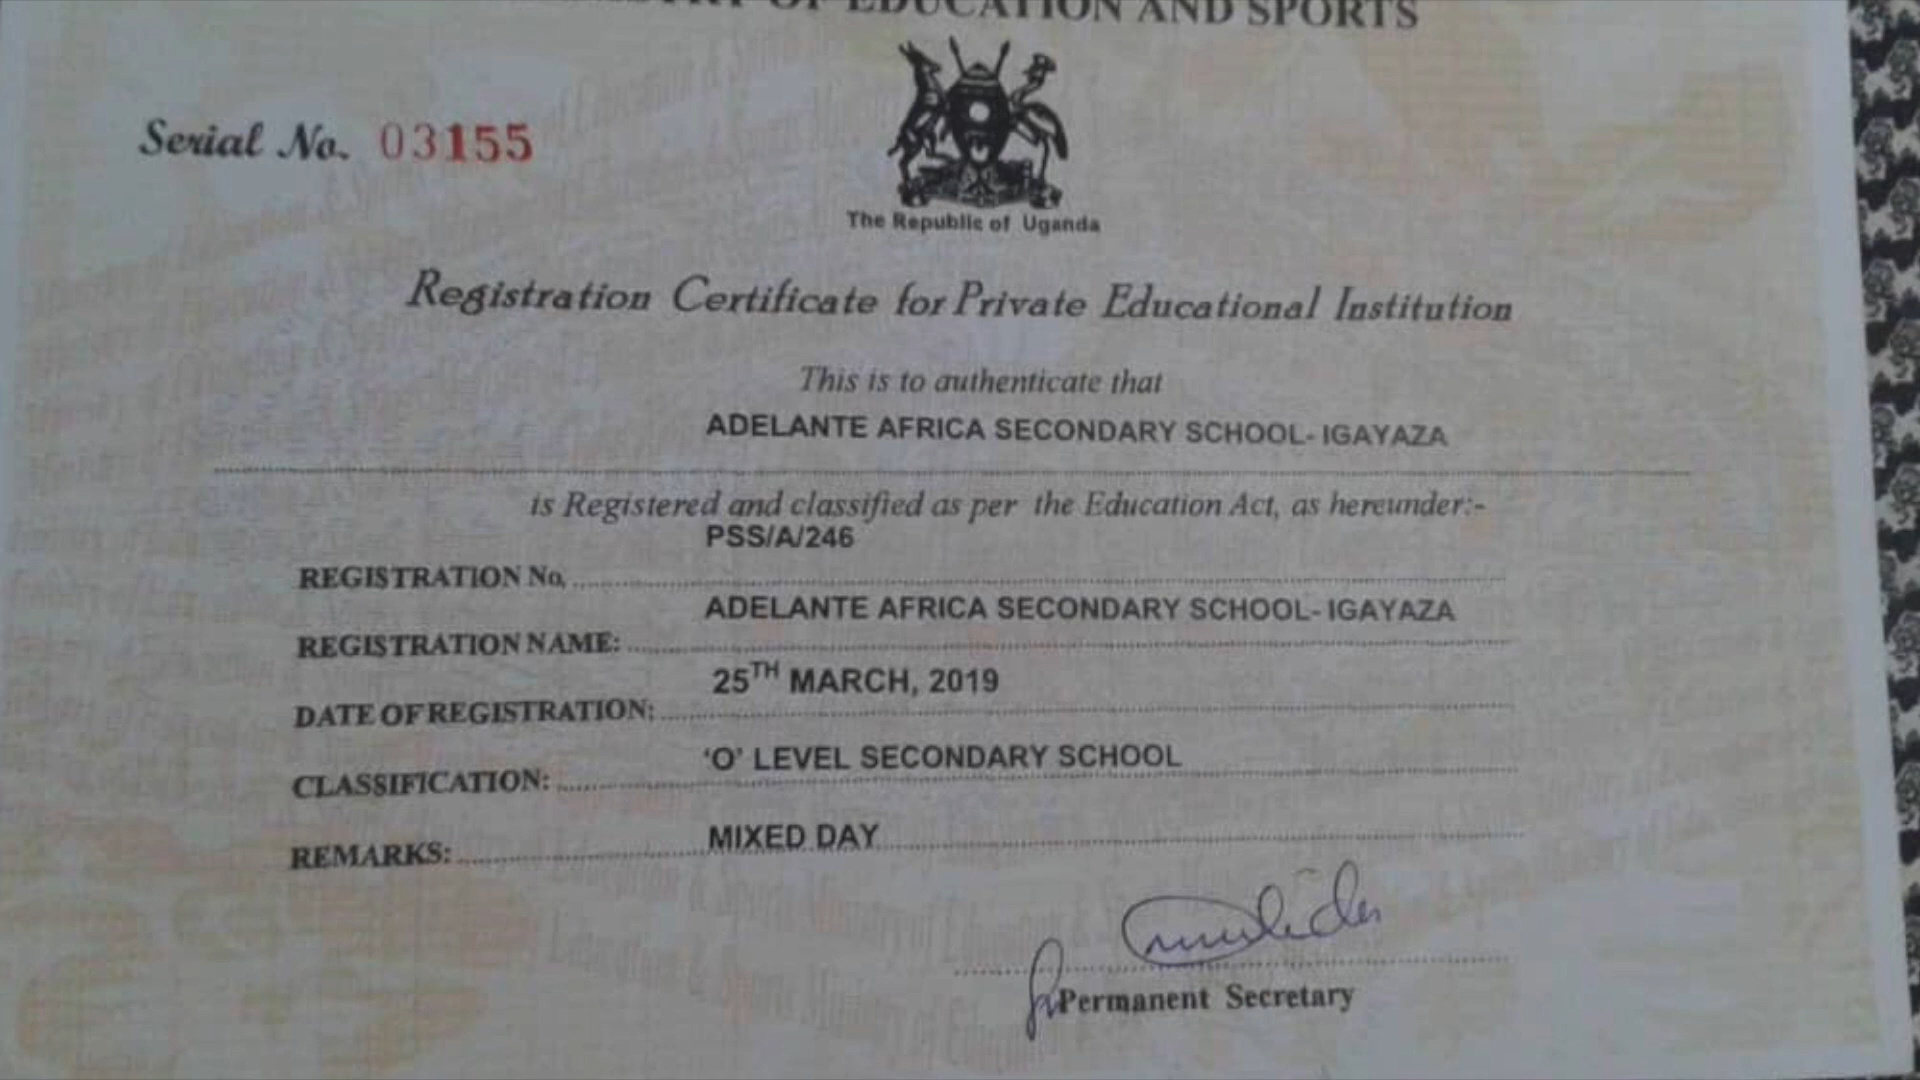 OF EDUCATION AND SPORTS
Serial No. 03155
The Republic of Uganda
Registration Certificate for Private Educational Institution
This is to authenticate that
ADELANTE AFRICA SECONDARY SCHOOL- IGAYAZA
is Registered and classified as per the Education Act, as hereunder:-
PSS/A/246
REGISTRATION No.
ADELANTE AFRICA SECONDARY SCHOOL- IGAYAZA
REGISTRATION NAME:
25TH MARCH, 2019
DATE OF REGISTRATION:
‘O’ LEVEL SECONDARY SCHOOL
CLASSIFICATION:
MIXED DAY
REMARKS:
Permanent Secretary